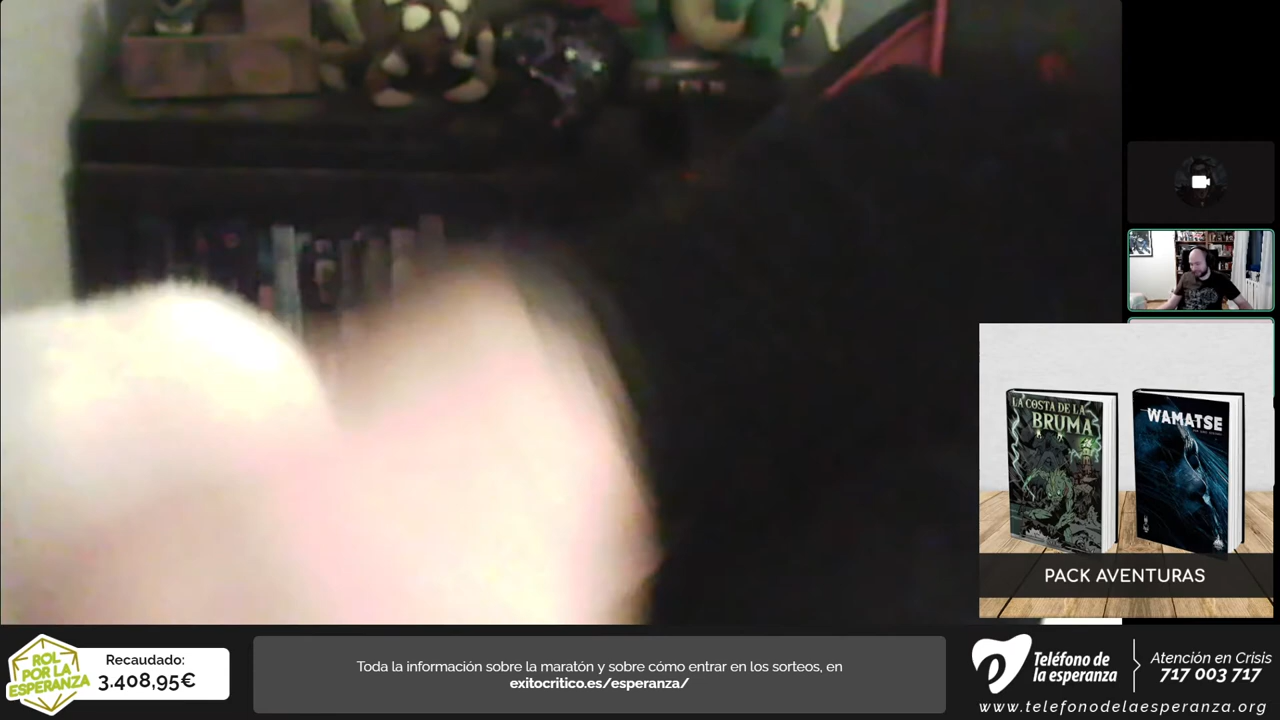 LA COSTA DE LA
BRUMA
WAMATSE
PACK AVENTURAS
ROL
POR LA
ESPERANZA
Recaudado:
3.408,95€
Toda la información sobre la maratón y sobre cómo entrar en los sorteos, en
exitocritico.es/esperanza/
Teléfono de
la esperanza
Atención en Crisis
717 003 717
www.telefonodelaesperanza.org